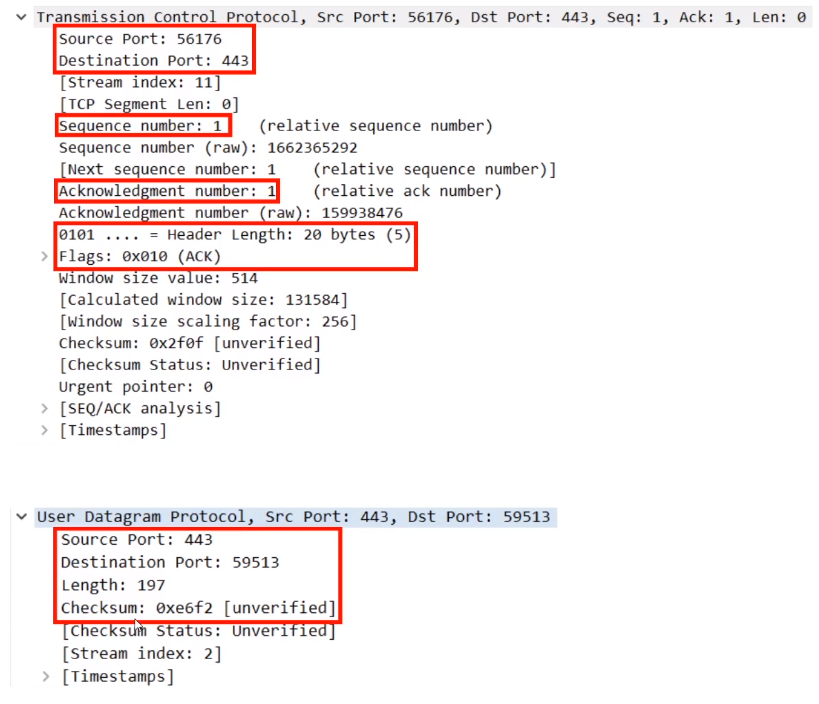 Transmission Control Protocol, Src Port: 56176, Dst Port: 443, Seq: 1, Ack: 1, Len: 0
Source Port: 56176
Destination Port: 443
[Stream index: 11]
[TCP Segment Len: 0]
Sequence number: 1 (relative sequence number)
Sequence number (raw): 1662365292
[Next sequence number: 1 (relative sequence number)]
Acknowledgment number: 1 (relative ack number)
Acknowledgment number (raw): 159938476
0101 .... = Header Length: 20 bytes (5)
Flags: 0x010 (ACK)
Window size value: 514
[Calculated window size: 131584]
[Window size scaling factor: 256]
Checksum: 0x2f0f [unverified]
[Checksum Status: Unverified]
Urgent pointer: 0
[SEQ/ACK analysis]
[Timestamps]
User Datagram Protocol, Src Port: 443, Dst Port: 59513
Source Port: 443
Destination Port: 59513
Length: 197
Checksum: 0xe6f2 [unverified]
[Checksum Status: Unverified]
[Stream index: 2]
[Timestamps]